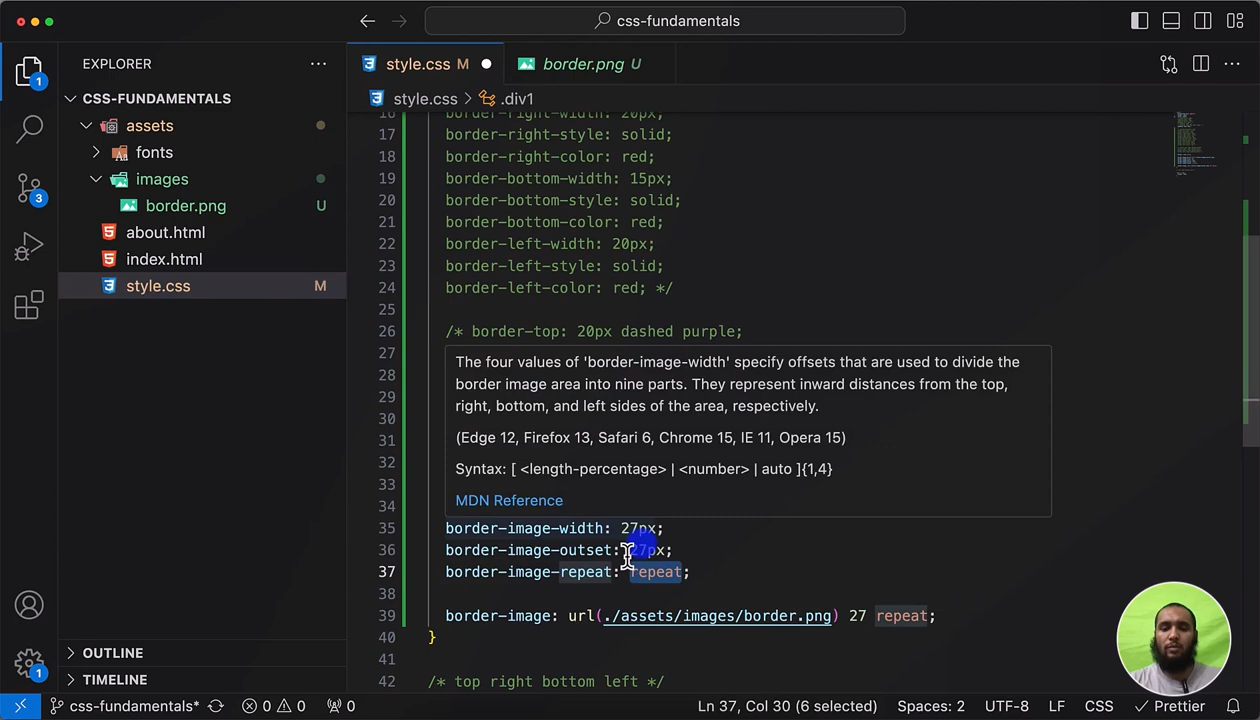 css-fundamentals
EXPLORER
CSS-FUNDAMENTALS
assets
fonts
images
border.png U
about.html
index.html
style.css M
OUTLINE
TIMELINE
1
3
1
style.css M
border.png U
style.css > .div1
16 border-right-width: 20px;
17 border-right-style: solid;
18 border-right-color: red;
19 border-bottom-width: 15px;
20 border-bottom-style: solid;
21 border-bottom-color: red;
22 border-left-width: 20px;
23 border-left-style: solid;
24 border-left-color: red; */
25
26 /* border-top: 20px dashed purple;
27
28
29
30
31
32
33
34
The four values of 'border-image-width' specify offsets that are used to divide the
border image area into nine parts. They represent inward distances from the top,
right, bottom, and left sides of the area, respectively.
(Edge 12, Firefox 13, Safari 6, Chrome 15, IE 11, Opera 15)
Syntax: [ <length-percentage> | <number> | auto ]{1,4}
MDN Reference
35 border-image-width: 27px;
36 border-image-outset: 27px;
37 border-image-repeat: repeat;
38
39 border-image: url(./assets/images/border.png) 27 repeat;
40 }
41
42 /* top right bottom left */
css-fundamentals* 0 0 0 Ln 37, Col 30 (6 selected) Spaces: 2 UTF-8 LF CSS Prettier